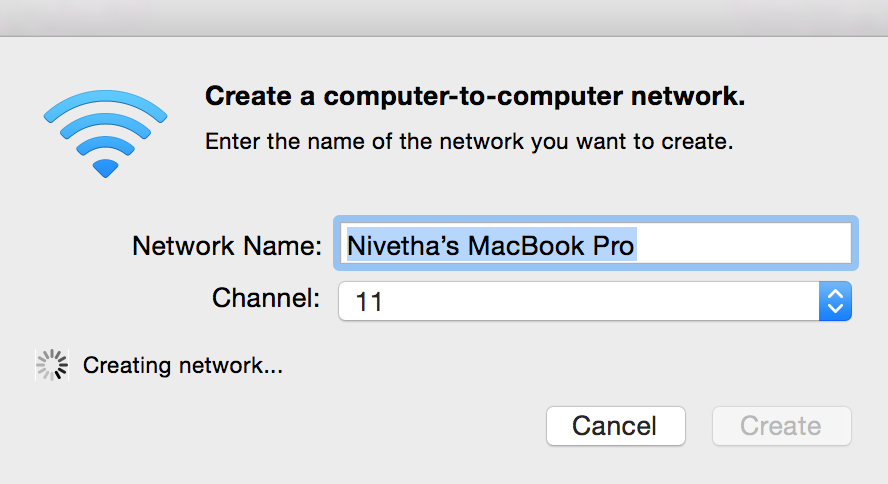 Create a computer-to-computer network.
Enter the name of the network you want to create.
Network Name: Nivetha’s MacBook Pro
Channel: 11
Creating network...
Cancel Create